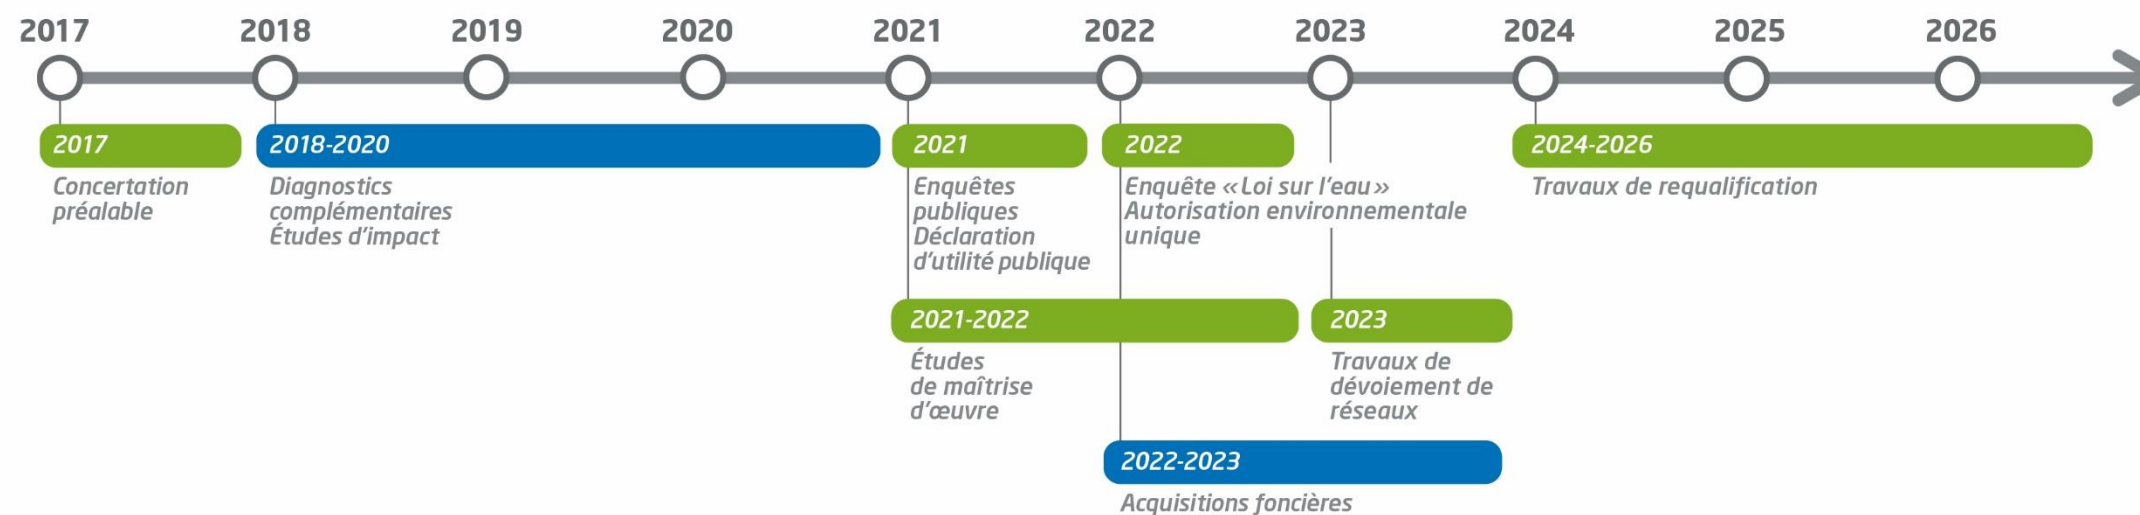 2017 2018 2019 2020 2021 2022 2023 2024 2025 2026
2017
Concertation
préalable
2018-2020
Diagnostics
complémentaires
Études d'impact
2021
Enquêtes
publiques
Déclaration
d'utilité publique
2022
Enquête « Loi sur l'eau »
Autorisation environnementale
unique
2024-2026
Travaux de requalification
2021-2022
Études
de maîtrise
d'œuvre
2023
Travaux de
dévoiement de
réseaux
2022-2023
Acquisitions foncières